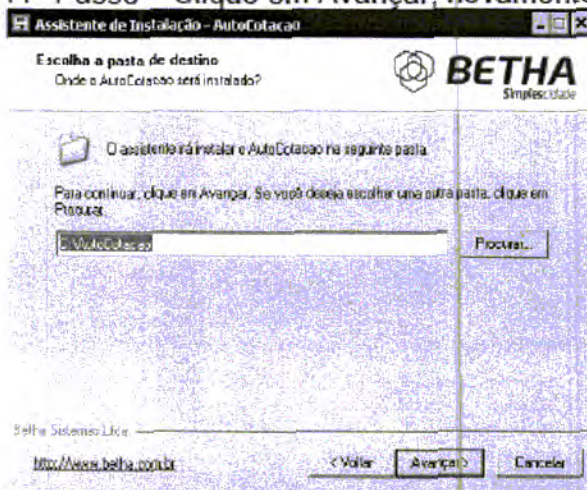 Passo - Clique em Avançar, novamente
Assistente de Instalação - AutoCotacao
Escolha a pasta de destino
Onde o AutoCotacao será instalado?
BETHA
Simplescidade
O assistente irá instalar o AutoCotacao na seguinte pasta.
Para continuar, clique em Avançar. Se você deseja escolher uma outra pasta, clique em
Procurar.
C:\AutoCotacao
Procurar...
Betha Sistemas Ltda
http://www.betha.com.br
< Voltar
Avançar >
Cancelar